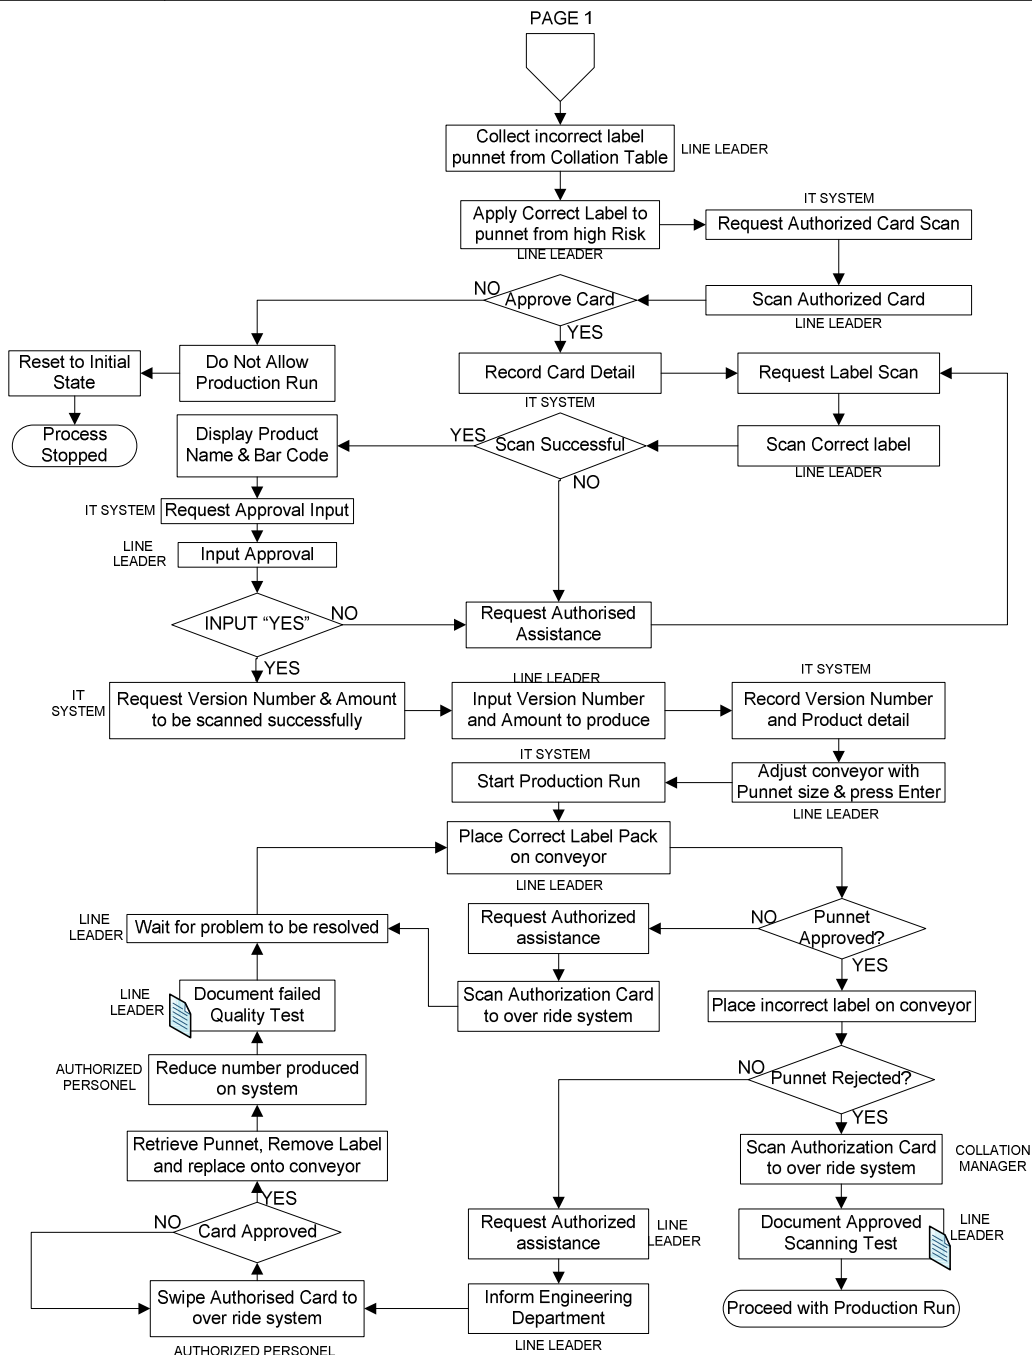 PAGE 1
Collect incorrect label
punnet from Collation Table
LINE LEADER
Apply Correct Label to
punnet from high Risk
LINE LEADER
IT SYSTEM
Request Authorized Card Scan
Scan Authorized Card
LINE LEADER
Approve Card
NO
YES
Do Not Allow
Production Run
Reset to Initial
State
Process
Stopped
Record Card Detail
IT SYSTEM
Request Label Scan
Scan Correct label
LINE LEADER
Scan Successful
YES
NO
Display Product
Name & Bar Code
IT SYSTEM
Request Approval Input
LINE
LEADER
Input Approval
INPUT “YES”
NO
YES
Request Authorised
Assistance
IT
SYSTEM
Request Version Number & Amount
to be scanned successfully
LINE LEADER
Input Version Number
and Amount to produce
IT SYSTEM
Record Version Number
and Product detail
Adjust conveyor with
Punnet size & press Enter
LINE LEADER
IT SYSTEM
Start Production Run
Place Correct Label Pack
on conveyor
LINE LEADER
Punnet
Approved?
NO
YES
Request Authorized
assistance
Scan Authorization Card
to over ride system
LINE
LEADER
Wait for problem to be resolved
LINE
LEADER
Document failed
Quality Test
AUTHORIZED
PERSONEL
Reduce number produced
on system
Retrieve Punnet, Remove Label
and replace onto conveyor
YES
NO
Card Approved
Swipe Authorised Card to
over ride system
AUTHORIZED PERSONEL
Place incorrect label on conveyor
NO
Punnet Rejected?
YES
Scan Authorization Card
to over ride system
COLLATION
MANAGER
Request Authorized
assistance
LINE
LEADER
Inform Engineering
Department
LINE LEADER
Document Approved
Scanning Test
LINE
LEADER
Proceed with Production Run